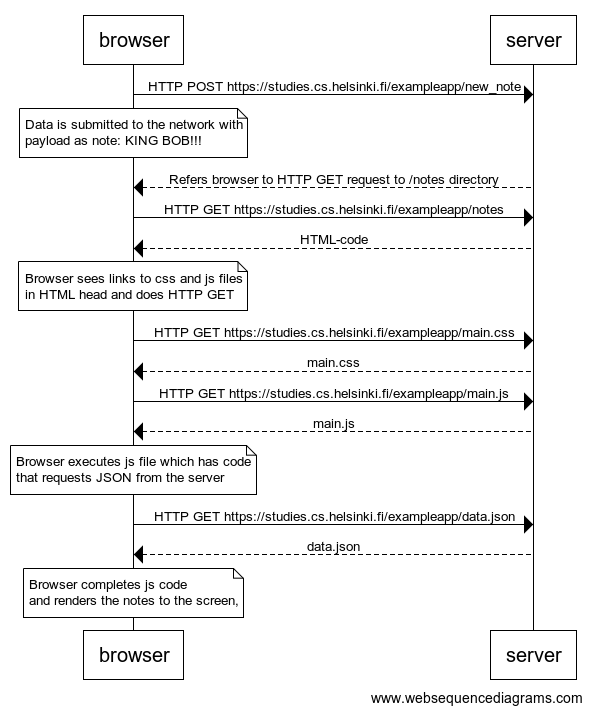 browser server
HTTP POST https://studies.cs.helsinki.fi/exampleapp/new_note
Data is submitted to the network with
payload as note: KING BOB!!!
Refers browser to HTTP GET request to /notes directory
HTTP GET https://studies.cs.helsinki.fi/exampleapp/notes
HTML-code
Browser sees links to css and js files
in HTML head and does HTTP GET
HTTP GET https://studies.cs.helsinki.fi/exampleapp/main.css
main.css
HTTP GET https://studies.cs.helsinki.fi/exampleapp/main.js
main.js
Browser executes js file which has code
that requests JSON from the server
HTTP GET https://studies.cs.helsinki.fi/exampleapp/data.json
data.json
Browser completes js code
and renders the notes to the screen,
browser server
www.websequencediagrams.com